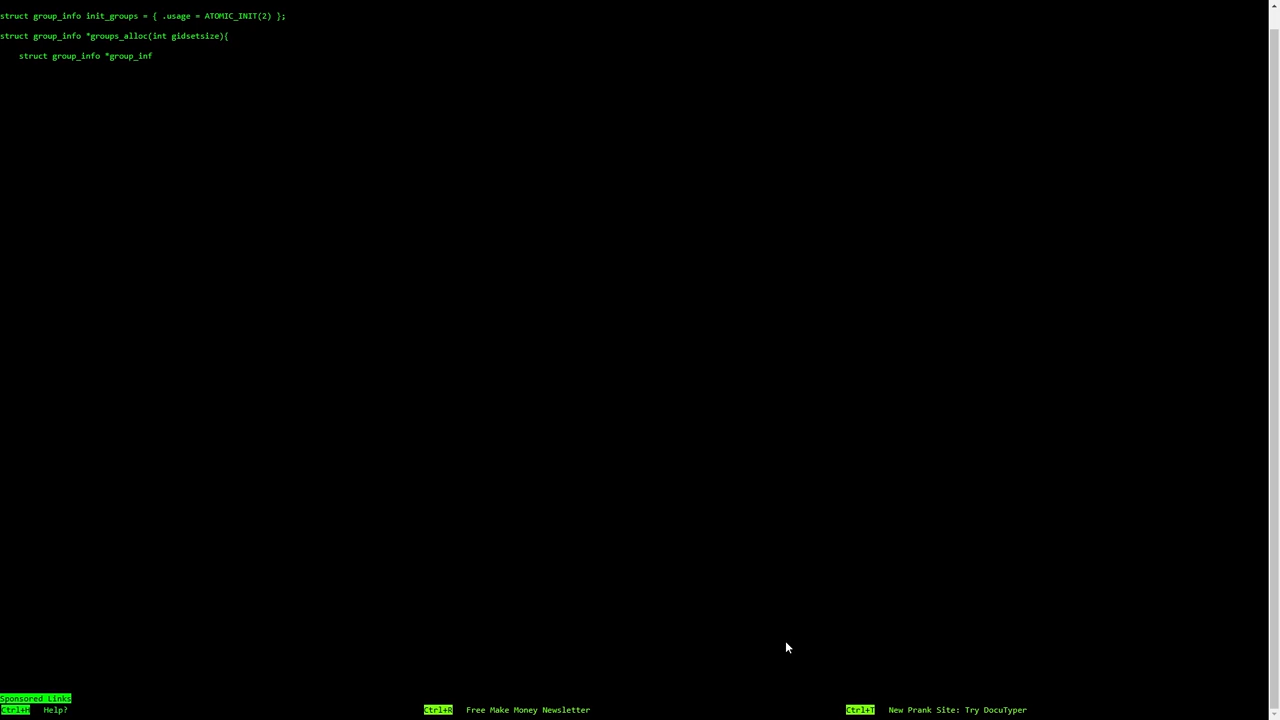 struct group_info init_groups = { .usage = ATOMIC_INIT(2) };
struct group_info *groups_alloc(int gidsetsize){
    struct group_info *group_inf
Sponsored Links
Ctrl+H Help?
Ctrl+R Free Make Money Newsletter
Ctrl+T New Prank Site: Try DocuTyper